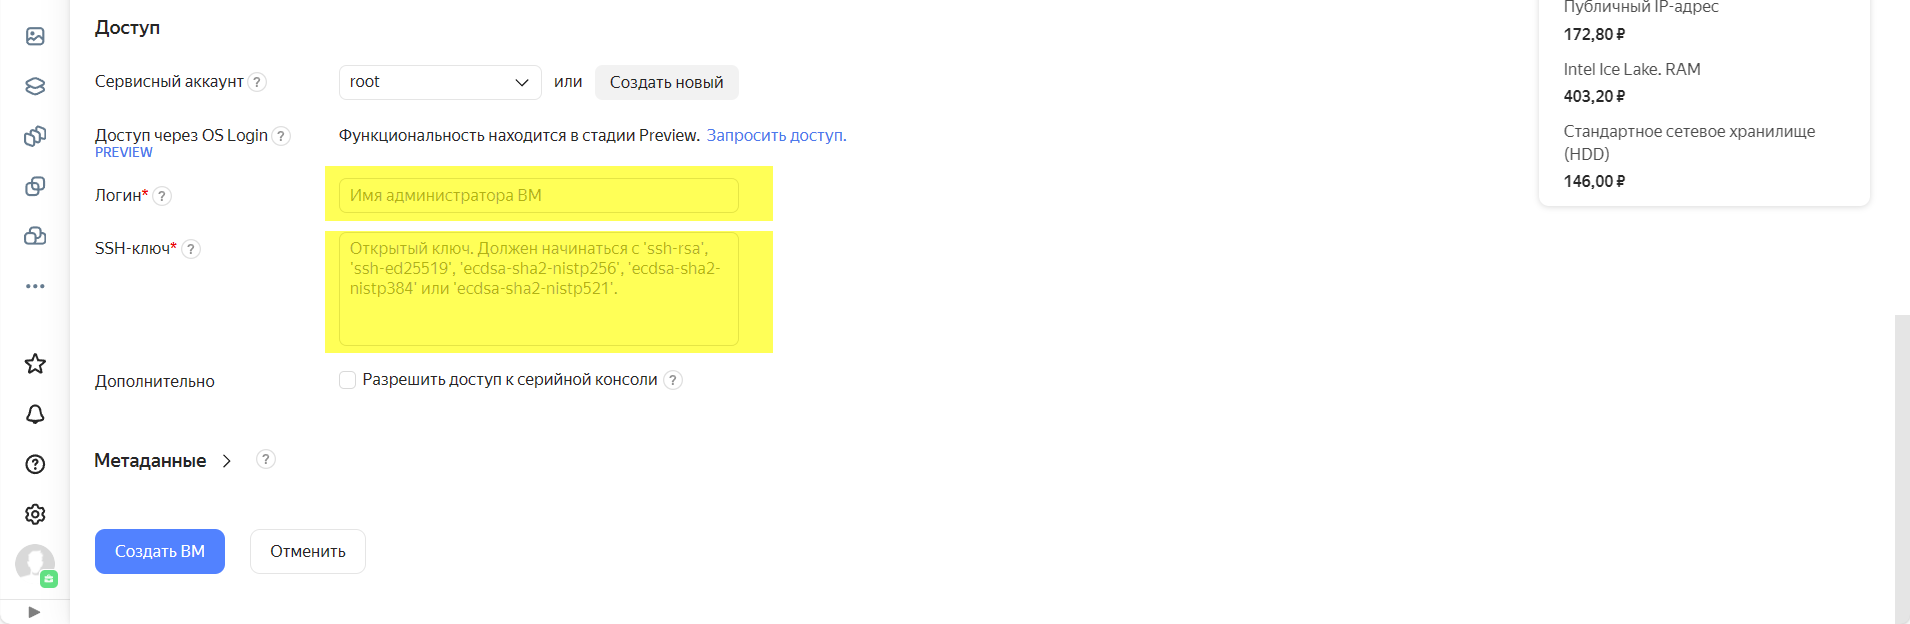 Доступ
Сервисный аккаунт ?
root
или
Создать новый
Доступ через OS Login ?
PREVIEW
Функциональность находится в стадии Preview. Запросить доступ.
Логин* ?
Имя администратора ВМ
SSH-ключ* ?
Открытый ключ. Должен начинаться с 'ssh-rsa',
'ssh-ed25519', 'ecdsa-sha2-nistp256', 'ecdsa-sha2-
nistp384' или 'ecdsa-sha2-nistp521'.
Дополнительно
Разрешить доступ к серийной консоли ?
Метаданные ?
Создать ВМ
Отменить
Публичный IP-адрес
172,80 ₽
Intel Ice Lake. RAM
403,20 ₽
Стандартное сетевое хранилище
(HDD)
146,00 ₽